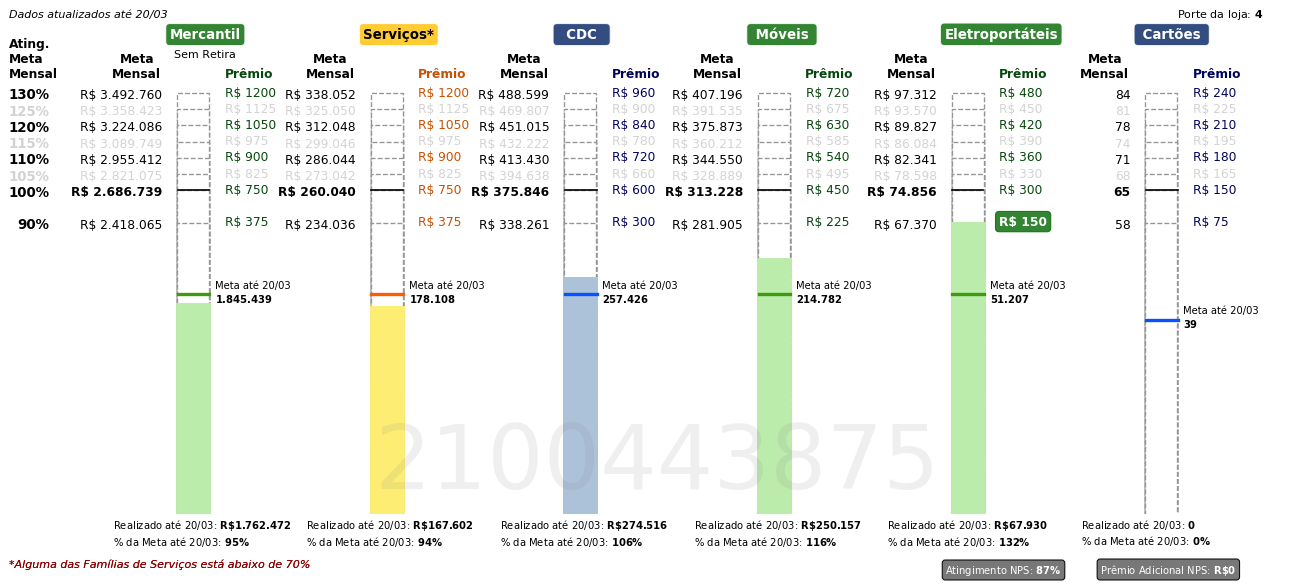 Dados atualizados até 20/03 Porte da loja: 4
Mercantil Serviços* CDC Móveis Eletroportáteis Cartões
Ating. Meta Mensal Meta Mensal Sem Retira Prêmio Meta Mensal Prêmio Meta Mensal Prêmio Meta Mensal Prêmio Meta Mensal Prêmio Meta Mensal Prêmio
130% R$ 3.492.760 R$ 1200 R$ 338.052 R$ 1200 R$ 488.599 R$ 960 R$ 407.196 R$ 720 R$ 97.312 R$ 480 84 R$ 240
125% R$ 3.358.423 R$ 1125 R$ 325.050 R$ 1125 R$ 469.807 R$ 900 R$ 391.535 R$ 675 R$ 93.570 R$ 450 81 R$ 225
120% R$ 3.224.086 R$ 1050 R$ 312.048 R$ 1050 R$ 451.015 R$ 840 R$ 375.873 R$ 630 R$ 89.827 R$ 420 78 R$ 210
115% R$ 3.089.749 R$ 975 R$ 299.046 R$ 975 R$ 432.222 R$ 780 R$ 360.212 R$ 585 R$ 86.084 R$ 390 74 R$ 195
110% R$ 2.955.412 R$ 900 R$ 286.044 R$ 900 R$ 413.430 R$ 720 R$ 344.550 R$ 540 R$ 82.341 R$ 360 71 R$ 180
105% R$ 2.821.075 R$ 825 R$ 273.042 R$ 825 R$ 394.638 R$ 660 R$ 328.889 R$ 495 R$ 78.598 R$ 330 68 R$ 165
100% R$ 2.686.739 R$ 750 R$ 260.040 R$ 750 R$ 375.846 R$ 600 R$ 313.228 R$ 450 R$ 74.856 R$ 300 65 R$ 150
90% R$ 2.418.065 R$ 375 R$ 234.036 R$ 375 R$ 338.261 R$ 300 R$ 281.905 R$ 225 R$ 67.370 R$ 150 58 R$ 75
Meta até 20/03 Meta até 20/03 Meta até 20/03 Meta até 20/03 Meta até 20/03
1.845.439 178.108 257.426 214.782 51.207
Meta até 20/03
39
2100443875
Realizado até 20/03: R$1.762.472 Realizado até 20/03: R$167.602 Realizado até 20/03: R$274.516 Realizado até 20/03: R$250.157 Realizado até 20/03: R$67.930 Realizado até 20/03: 0
% da Meta até 20/03: 95% % da Meta até 20/03: 94% % da Meta até 20/03: 106% % da Meta até 20/03: 116% % da Meta até 20/03: 132% % da Meta até 20/03: 0%
*Alguma das Famílias de Serviços está abaixo de 70% Atingimento NPS: 87% Prêmio Adicional NPS: R$0